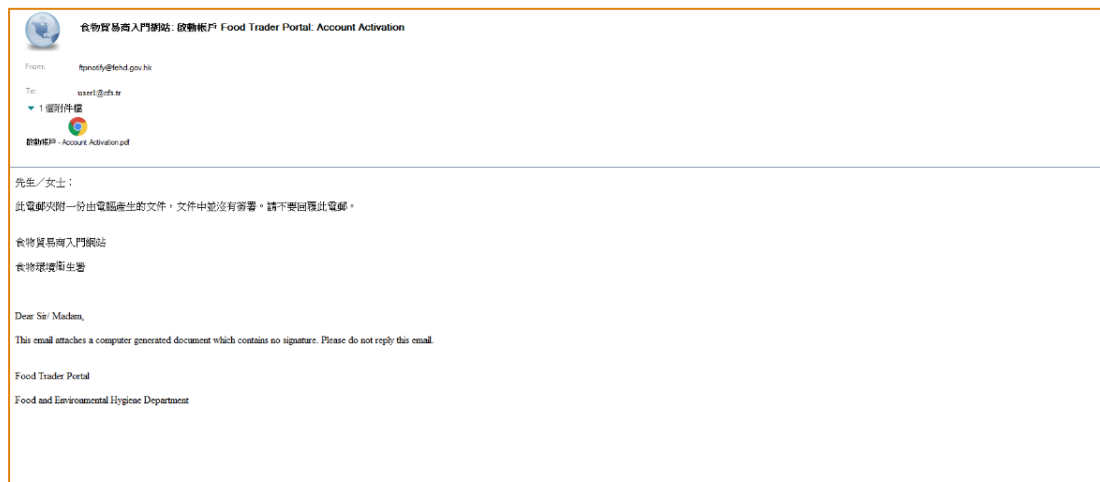 食物貿易商入門網站: 啟動帳戶 Food Trader Portal: Account Activation
From: ftpnotify@fehd.gov.hk
To: user1@cfs.tr
1 個附件檔
啟動帳戶 - Account Activation.pdf
先生／女士：
此電郵夾附一份由電腦產生的文件，文件中並沒有簽署。請不要回覆此電郵。
食物貿易商入門網站
食物環境衞生署
Dear Sir/ Madam,
This email attaches a computer generated document which contains no signature. Please do not reply this email.
Food Trader Portal
Food and Environmental Hygiene Department